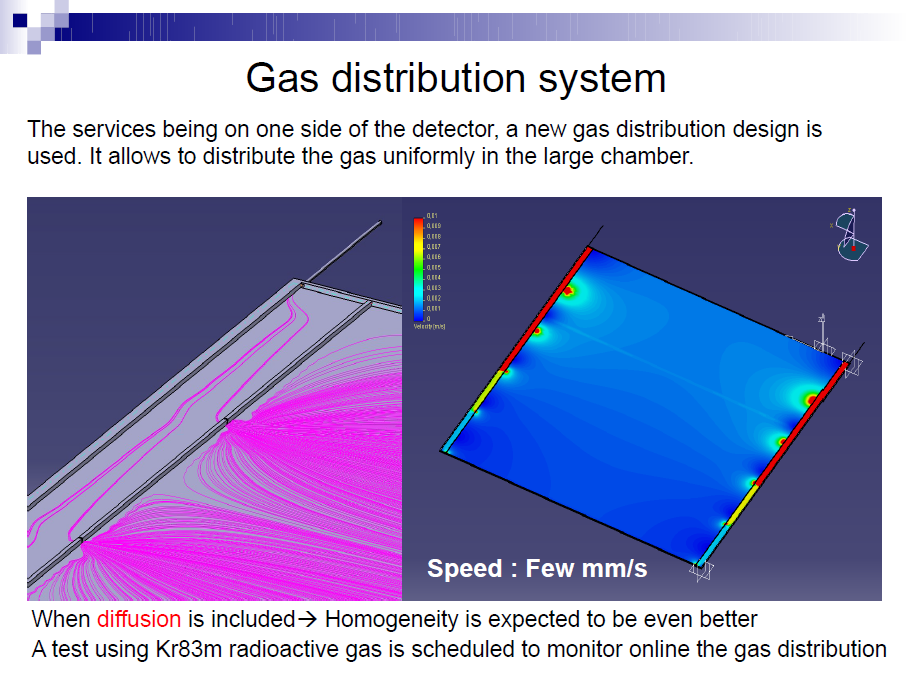 Gas distribution system
The services being on one side of the detector, a new gas distribution design is
used. It allows to distribute the gas uniformly in the large chamber.
0,01
0,009
0,008
0,007
0,006
0,005
0,004
0,003
0,002
0,001
0
Velocity [m/s]
z
x
Speed : Few mm/s
When diffusion is included→ Homogeneity is expected to be even better
A test using Kr83m radioactive gas is scheduled to monitor online the gas distribution